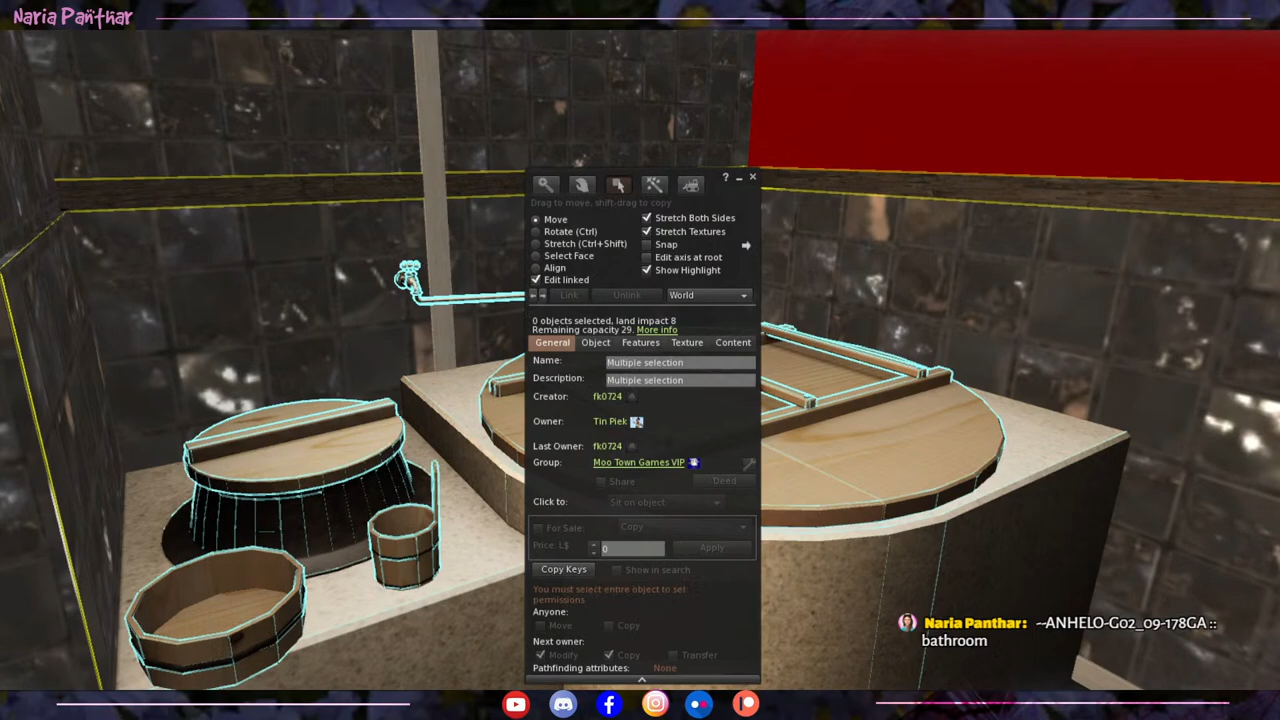 Naria Panthar
? _ X
Drag to move, shift-drag to copy
Move
Stretch Both Sides
Rotate (Ctrl)
Stretch Textures
Stretch (Ctrl+Shift)
Snap
Select Face
Edit axis at root
Align
Show Highlight
Edit linked
Link
Unlink
World
0 objects selected, land impact 8
Remaining capacity 29. More info
General Object Features Texture Content
Name: Multiple selection
Description: Multiple selection
Creator: fk0724
Owner: Tin Piek
Last Owner: fk0724
Group: Moo Town Games VIP
Share
Deed
Click to: Sit on object
For Sale: Copy
Price: L$ 0 Apply
Copy Keys Show in search
You must select entire object to set
permissions
Anyone:
Move Copy
Next owner:
Modify Copy Transfer
Pathfinding attributes: None
Naria Panthar: ~ANHELO-G02_09-178GA ::
bathroom